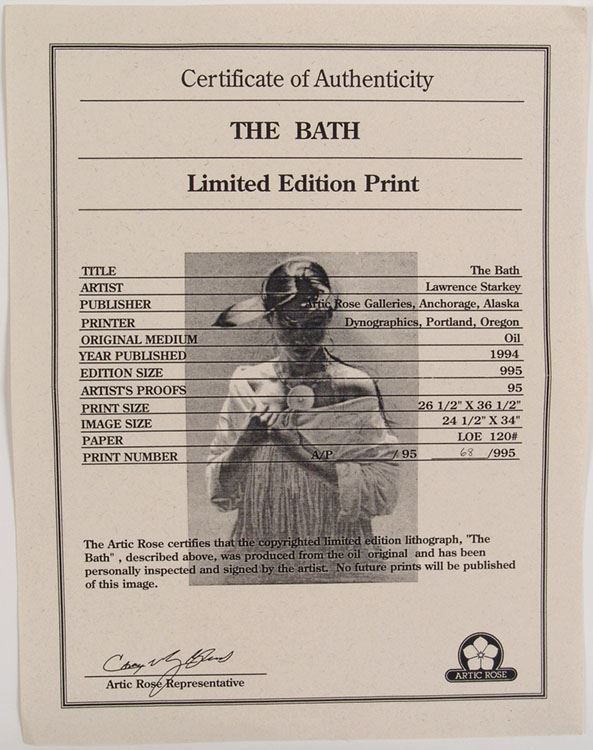 Certificate of Authenticity
THE BATH
Limited Edition Print
TITLE The Bath
ARTIST Lawrence Starkey
PUBLISHER Artic Rose Galleries, Anchorage, Alaska
PRINTER Dynographics, Portland, Oregon
ORIGINAL MEDIUM Oil
YEAR PUBLISHED 1994
EDITION SIZE 995
ARTIST'S PROOFS 95
PRINT SIZE 26 1/2" X 36 1/2"
IMAGE SIZE 24 1/2" X 34"
PAPER LOE 120#
PRINT NUMBER A/P / 95 68 /995
The Artic Rose certifies that the copyrighted limited edition lithograph, "The
Bath" , described above, was produced from the oil original and has been
personally inspected and signed by the artist. No future prints will be published
of this image.
Artic Rose Representative
ARTIC ROSE